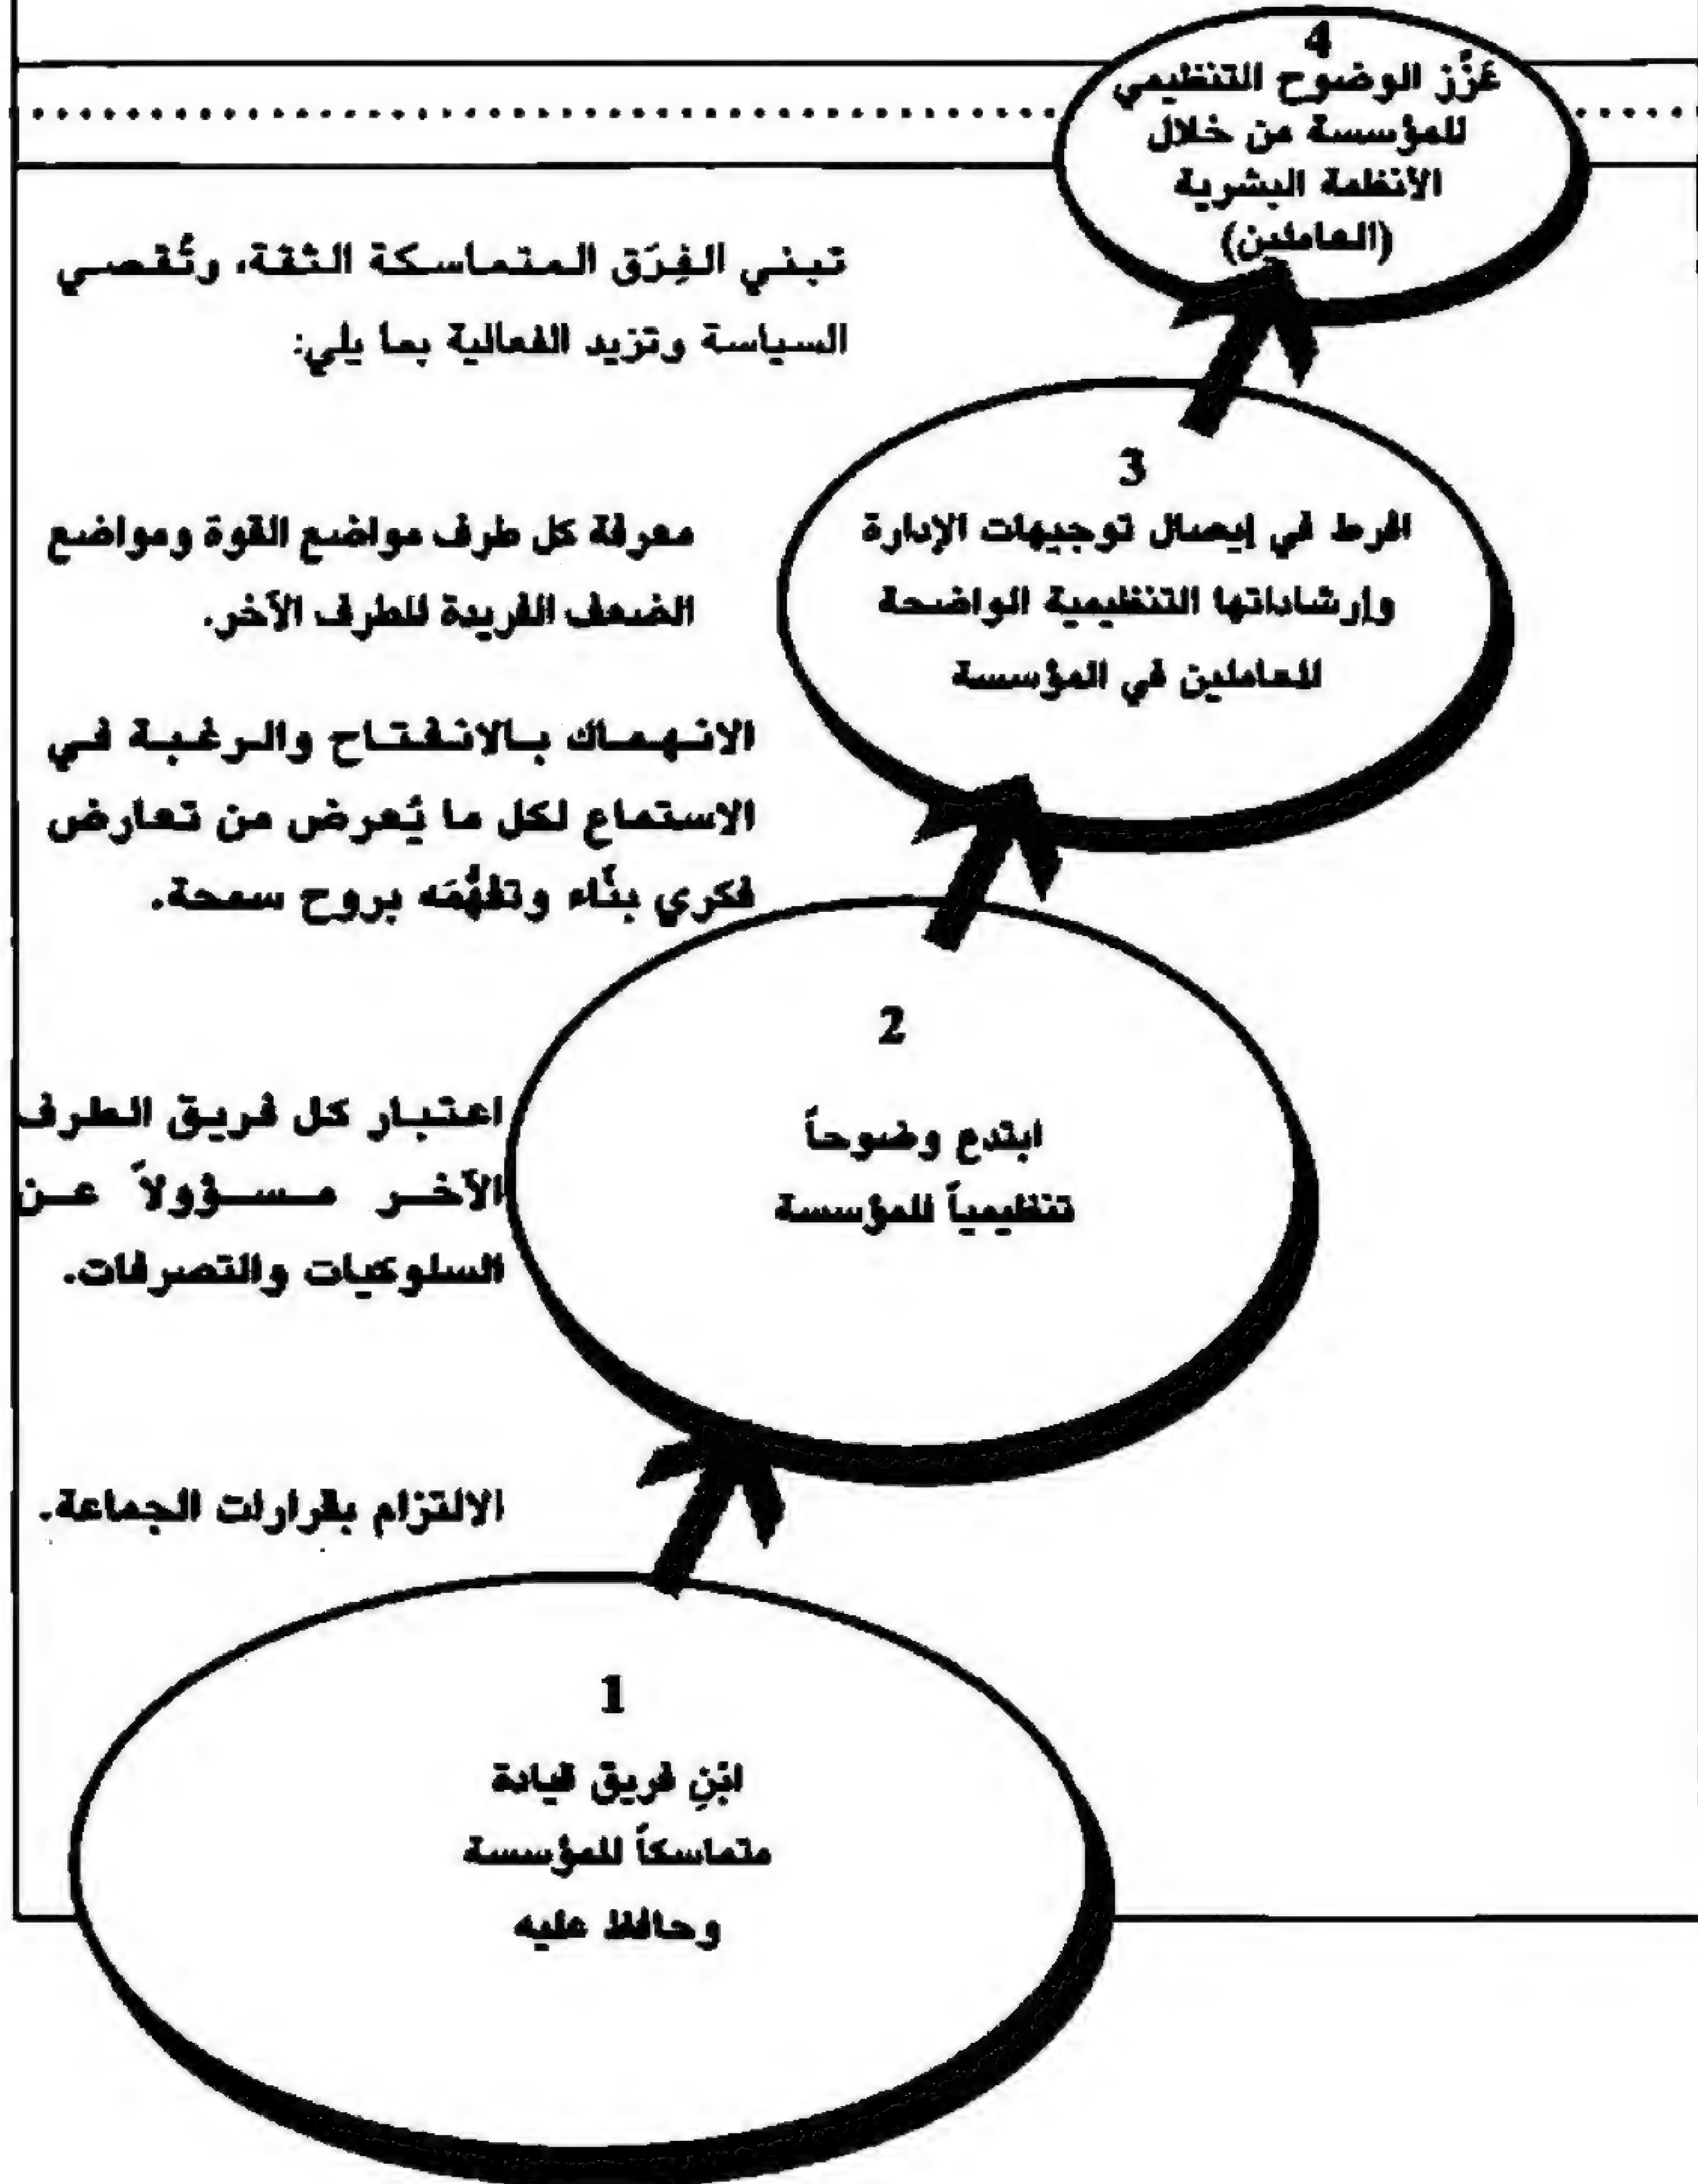 4
عَزِّز الوضوح التنظيمي
للمؤسسة من خلال
الأنظمة البشرية
(العاملين)
تبني الفِرَق المتماسكة الثقة، وتُقصي
السياسة وتزيد الفعالية بما يلي:
3
افرط في إيصال توجيهات الإدارة
وإرشاداتها التنظيمية الواضحة
للعاملين في المؤسسة
معرفة كل طرف مواضع القوة ومواضع
الضعف الفريدة للطرف الآخر.
الانهماك بالانفتاح والرغبة في
الاستماع لكل ما يُعرض من تعارض
فكري بنّاء وتفهُّمَه بروح سمحة.
2
ابتدع وضوحاً
تنظيمياً للمؤسسة
اعتبار كل فريق الطرف
الآخر مسؤولاً عن
السلوكيات والتصرفات.
الالتزام بقرارات الجماعة.
1
ابْنِ فريق قيادة
متماسكاً للمؤسسة
وحافظ عليه